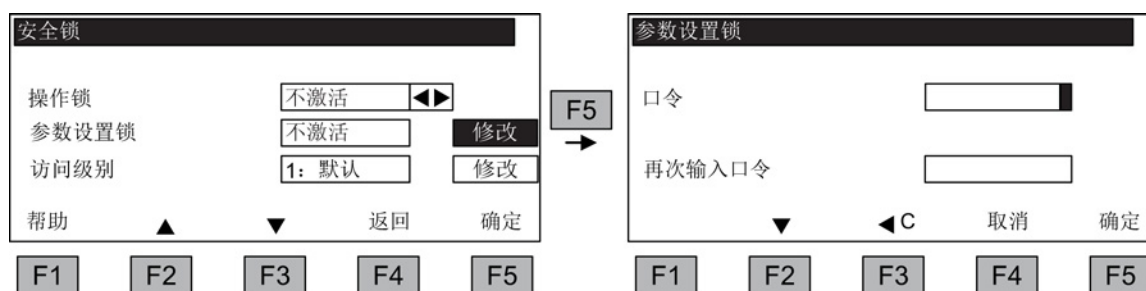 安全锁
操作锁 不激活 ◀▶
参数设置锁 不激活 修改
访问级别 1：默认 修改
帮助 ▲ ▼ 返回 确定
F1 F2 F3 F4 F5
F5 →
参数设置锁
口令
再次输入口令
▼ ◀C 取消 确定
F1 F2 F3 F4 F5